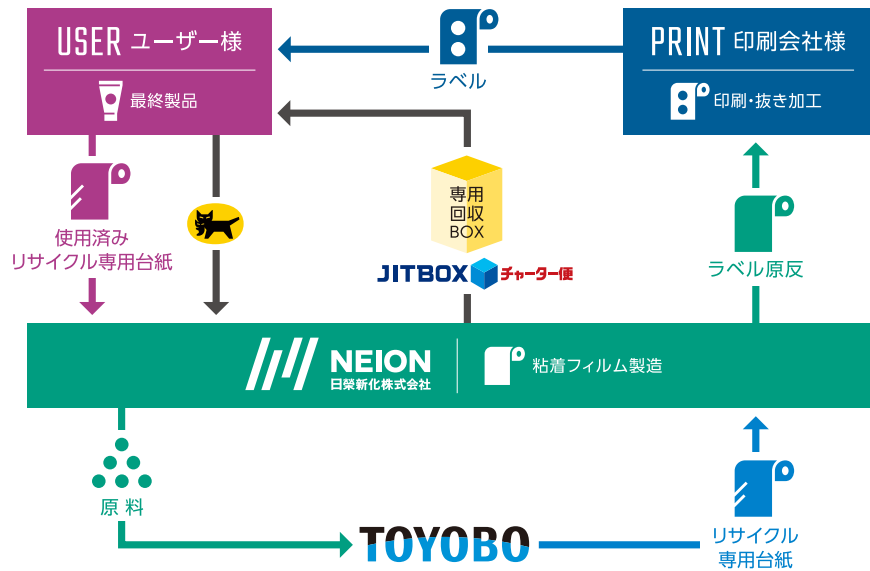 USER ユーザー様
最終製品
ラベル
PRINT 印刷会社様
印刷・抜き加工
使用済み
リサイクル専用台紙
専用
回収
BOX
JITBOX チャーター便
ラベル原反
NEION
日榮新化株式会社
粘着フィルム製造
原料
TOYOBO
リサイクル
専用台紙